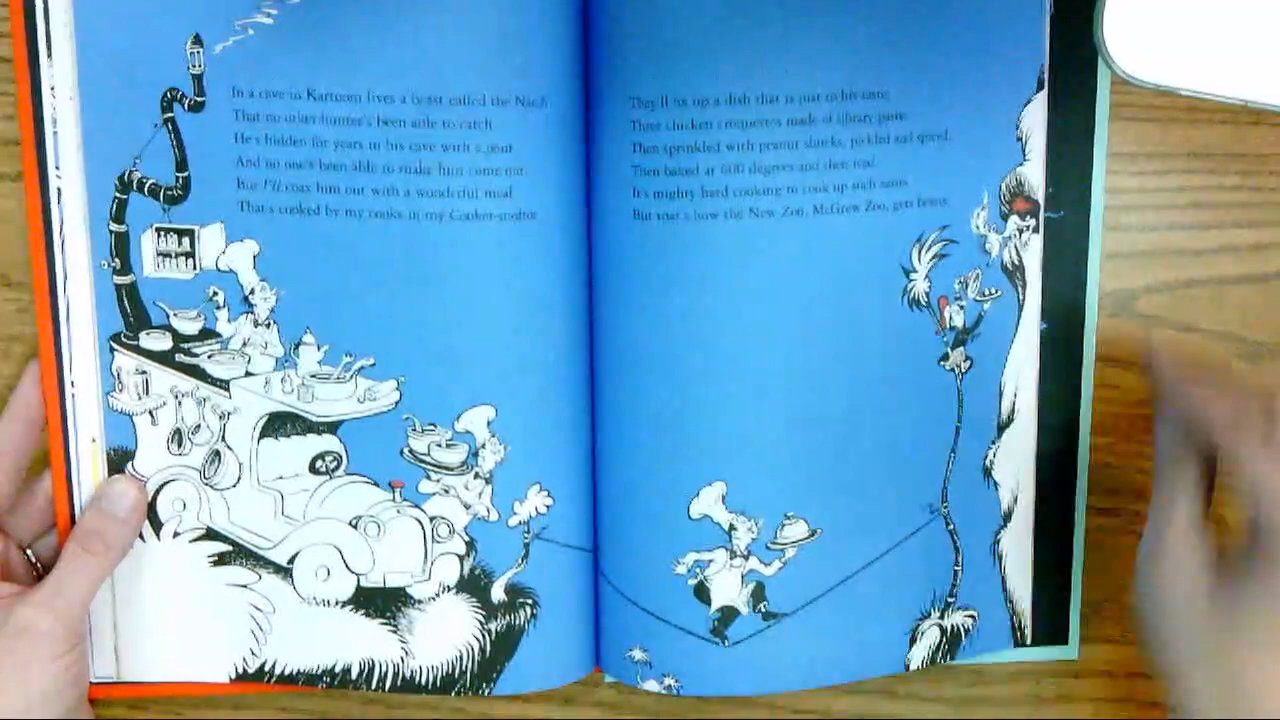 In a cave in Kartoom lives a beast called the Natch
That no other hunter's been able to catch.
He's hidden for years in his cave with a pout
And no one's been able to make him come out.
But I'll coax him out with a wonderful meal
That's cooked by my cooks in my Cooker-mobile.
They'll fix up a dish that is just to his taste;
Three chicken croquettes made of library paste,
Then sprinkled with peanut shucks, pickled and spiced,
Then baked at 600 degrees and then iced.
It's mighty hard cooking to cook up such
But that's how the New Zoo, McGrew Zoo, gets